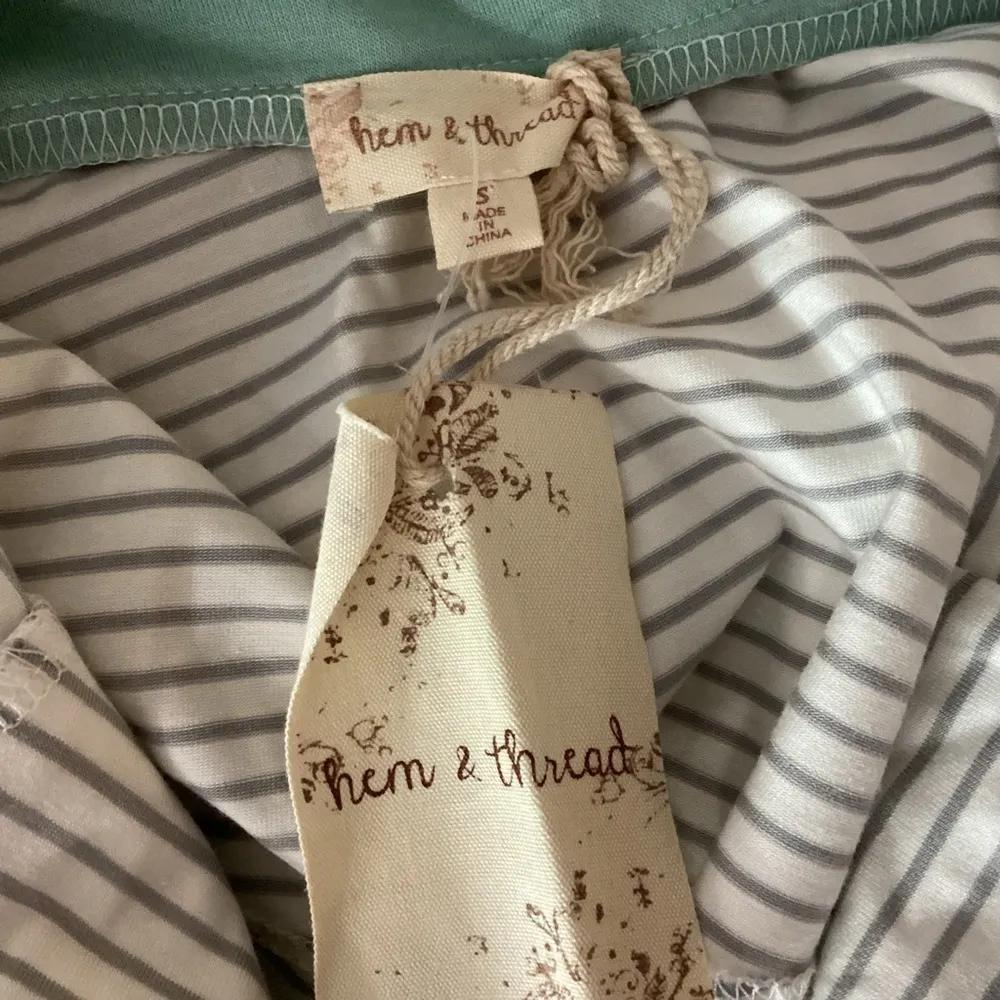 hem & thread
S
MADE
IN
CHINA
hem & thread